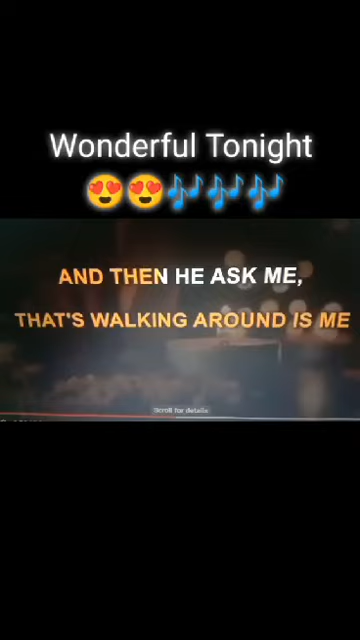 Wonderful Tonight
😍😍🎶🎶🎶
AND THEN HE ASK ME,
THAT'S WALKING AROUND IS ME
Scroll for details